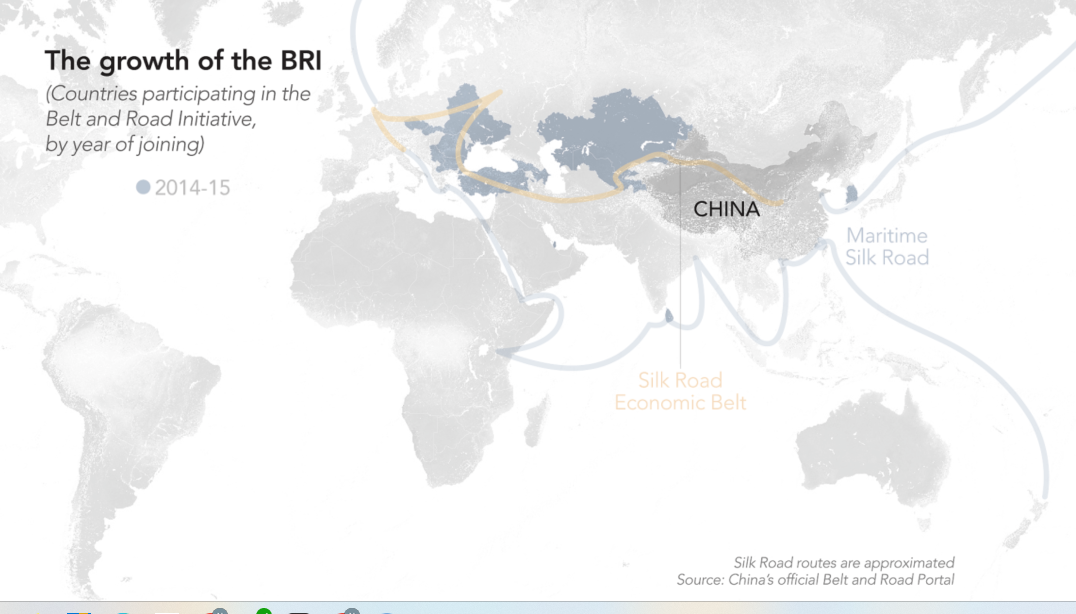 The growth of the BRI
(Countries participating in the
Belt and Road Initiative,
by year of joining)
2014-15
CHINA
Maritime
Silk Road
Silk Road
Economic Belt
Silk Road routes are approximated
Source: China's official Belt and Road Portal